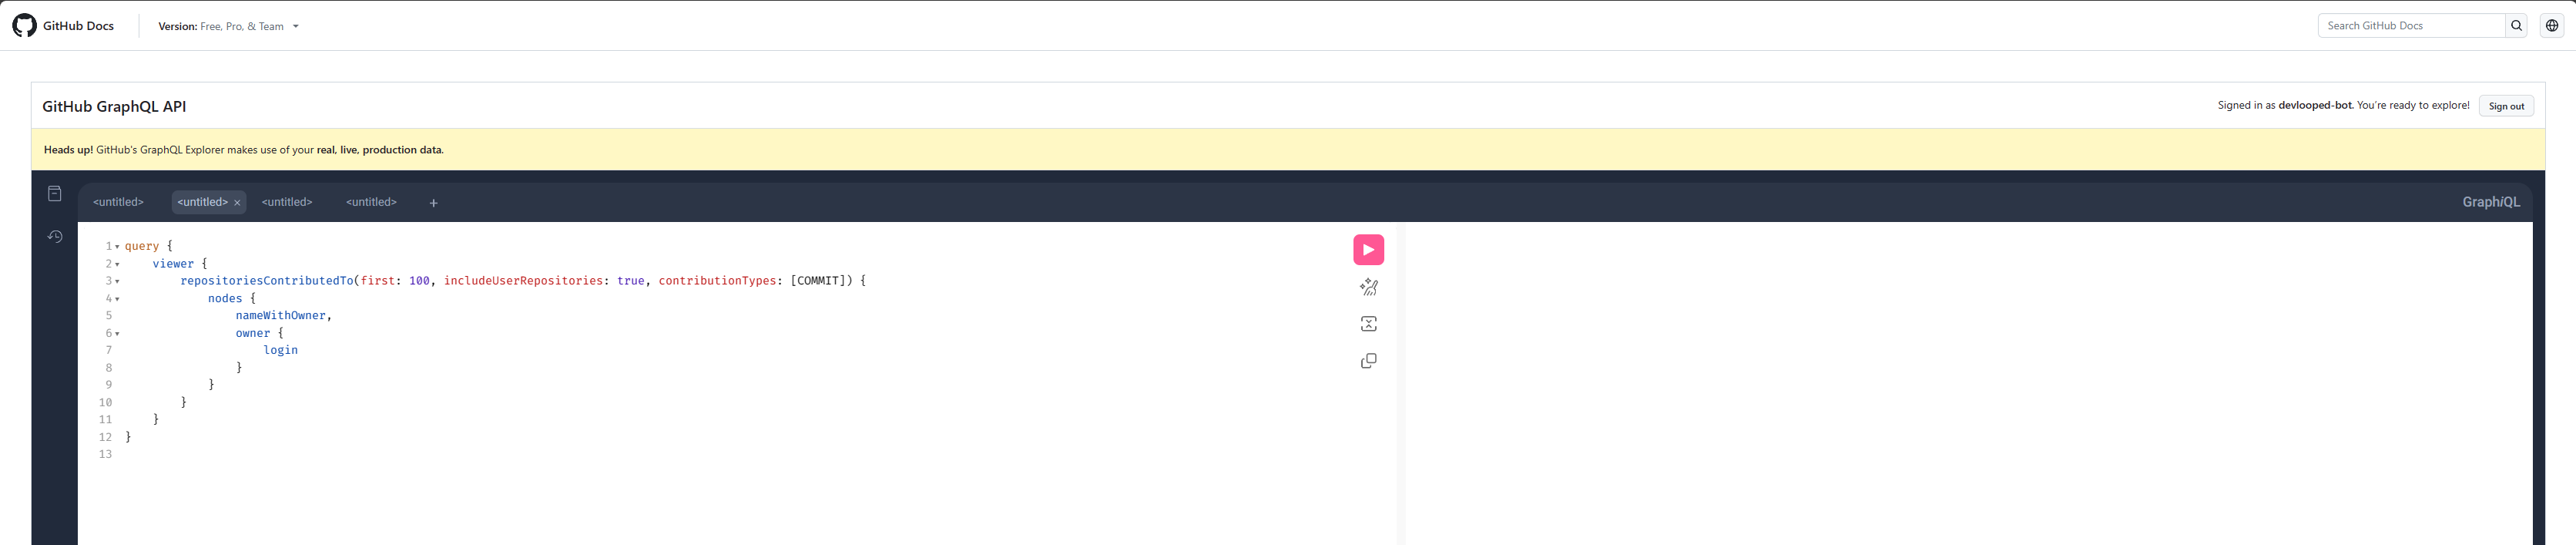 GitHub Docs Version: Free, Pro, & Team Search GitHub Docs
GitHub GraphQL API Signed in as devlooped-bot. You're ready to explore! Sign out
Heads up! GitHub's GraphQL Explorer makes use of your real, live, production data.
<untitled> <untitled> × <untitled> <untitled> + GraphiQL
1 query {
2 viewer {
3 repositoriesContributedTo(first: 100, includeUserRepositories: true, contributionTypes: [COMMIT]) {
4 nodes {
5 nameWithOwner,
6 owner {
7 login
8 }
9 }
10 }
11 }
12 }
13